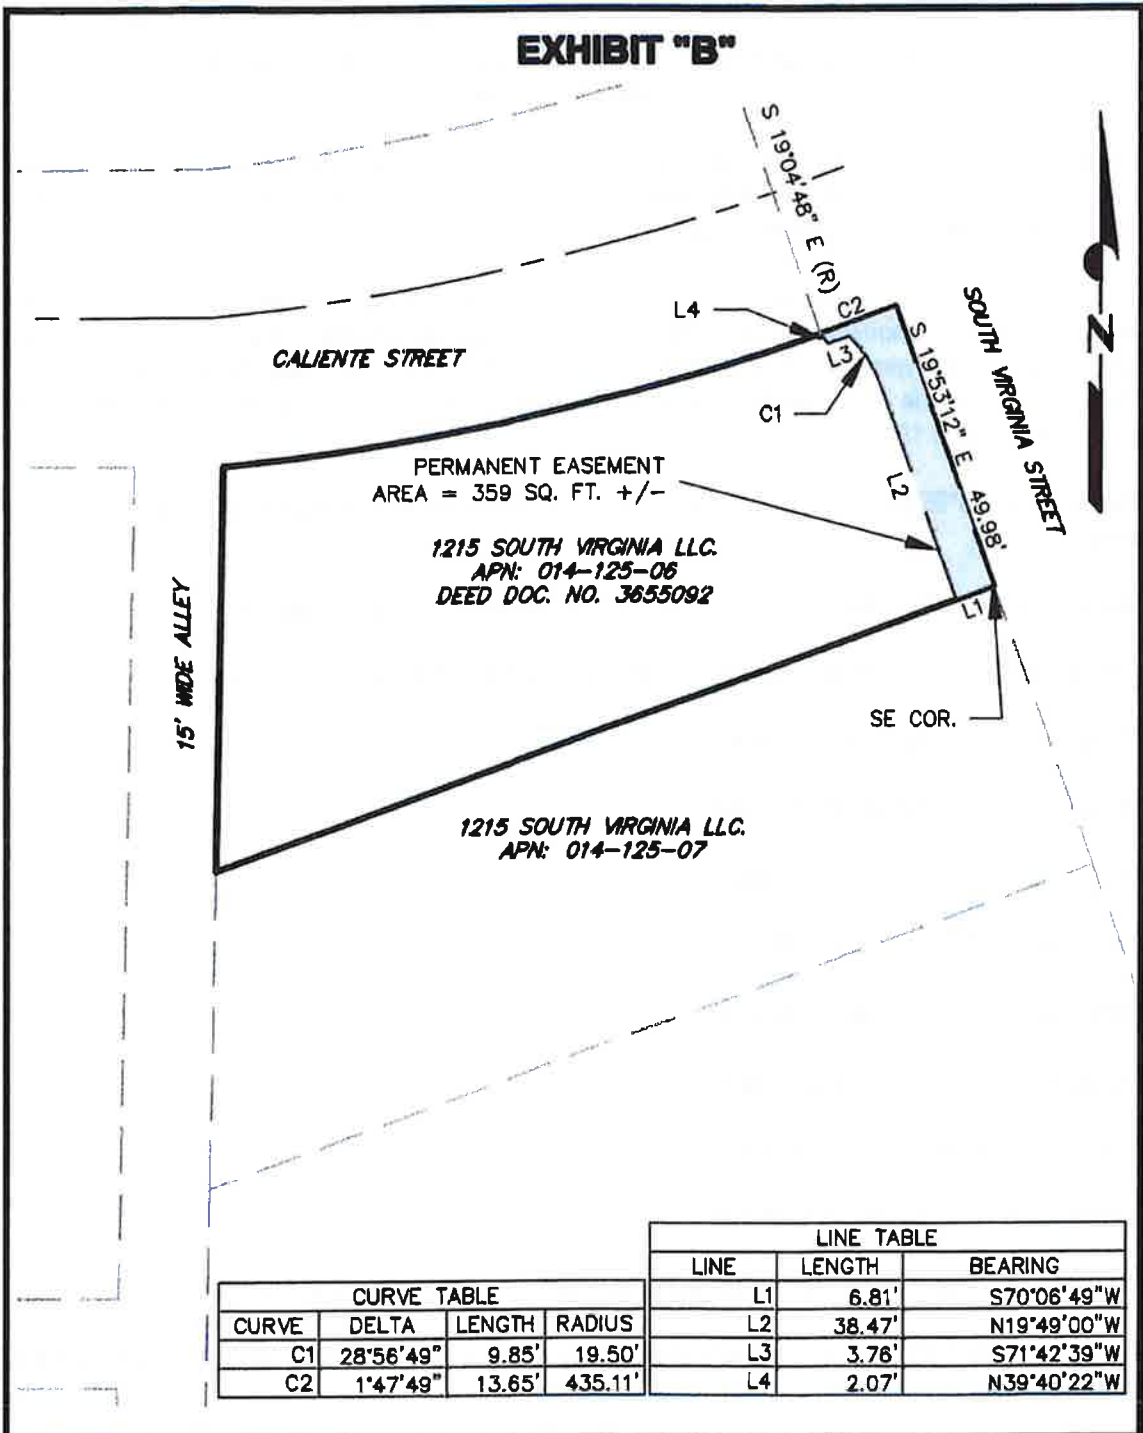 EXHIBIT "B"
S 19°04'48" E (R)
L4
C2
CALIENTE STREET
L3
C1
S 19°53'12" E 49.98'
SOUTH VIRGINIA STREET
N
PERMANENT EASEMENT
AREA = 359 SQ. FT. +/-
L2
1215 SOUTH VIRGINIA LLC.
APN: 014-125-06
DEED DOC. NO. 3655092
L1
15' WIDE ALLEY
SE COR.
1215 SOUTH VIRGINIA LLC.
APN: 014-125-07
CURVE TABLE
CURVE DELTA LENGTH RADIUS
C1 28°56'49" 9.85' 19.50'
C2 1°47'49" 13.65' 435.11'
LINE TABLE
LINE LENGTH BEARING
L1 6.81' S70°06'49"W
L2 38.47' N19°49'00"W
L3 3.76' S71°42'39"W
L4 2.07' N39°40'22"W